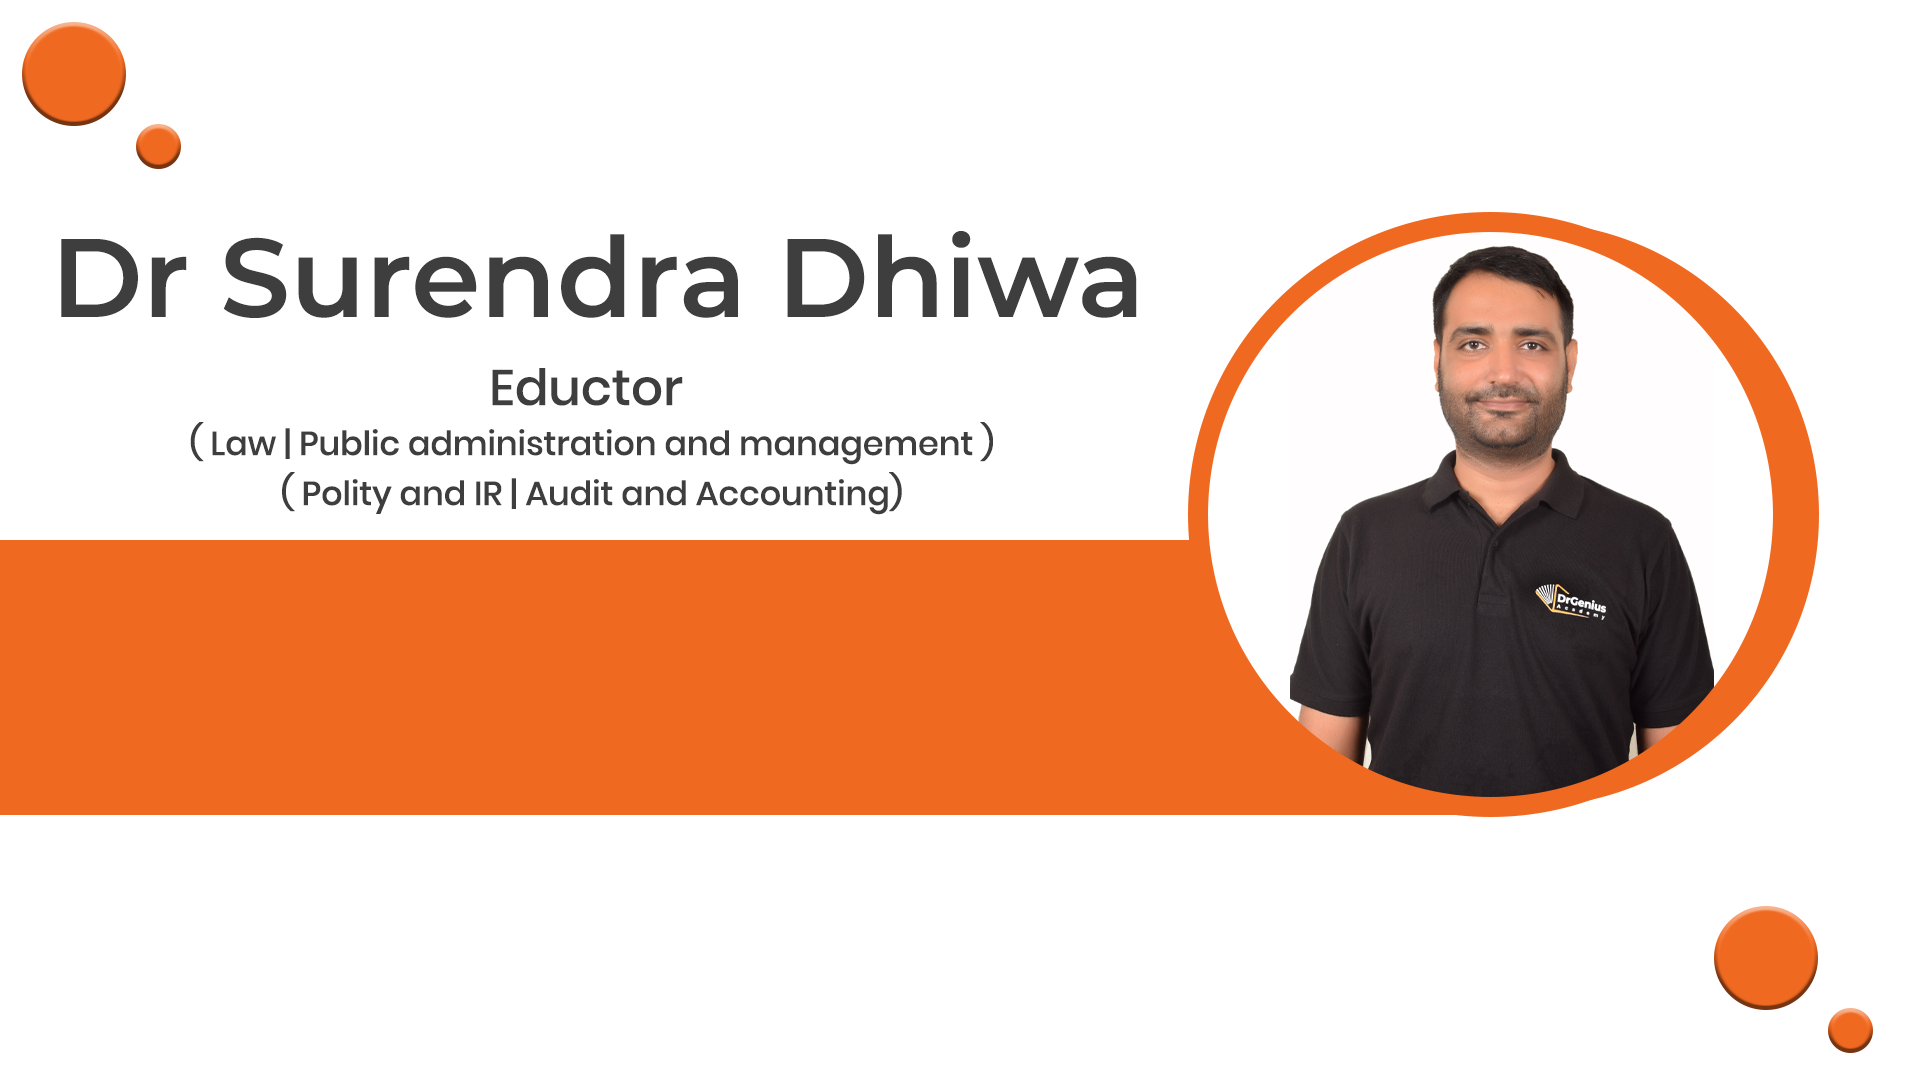 Dr Surendra Dhiwa
Eductor
( Law | Public administration and management )
( Polity and IR | Audit and Accounting)
DrGenius
Academy